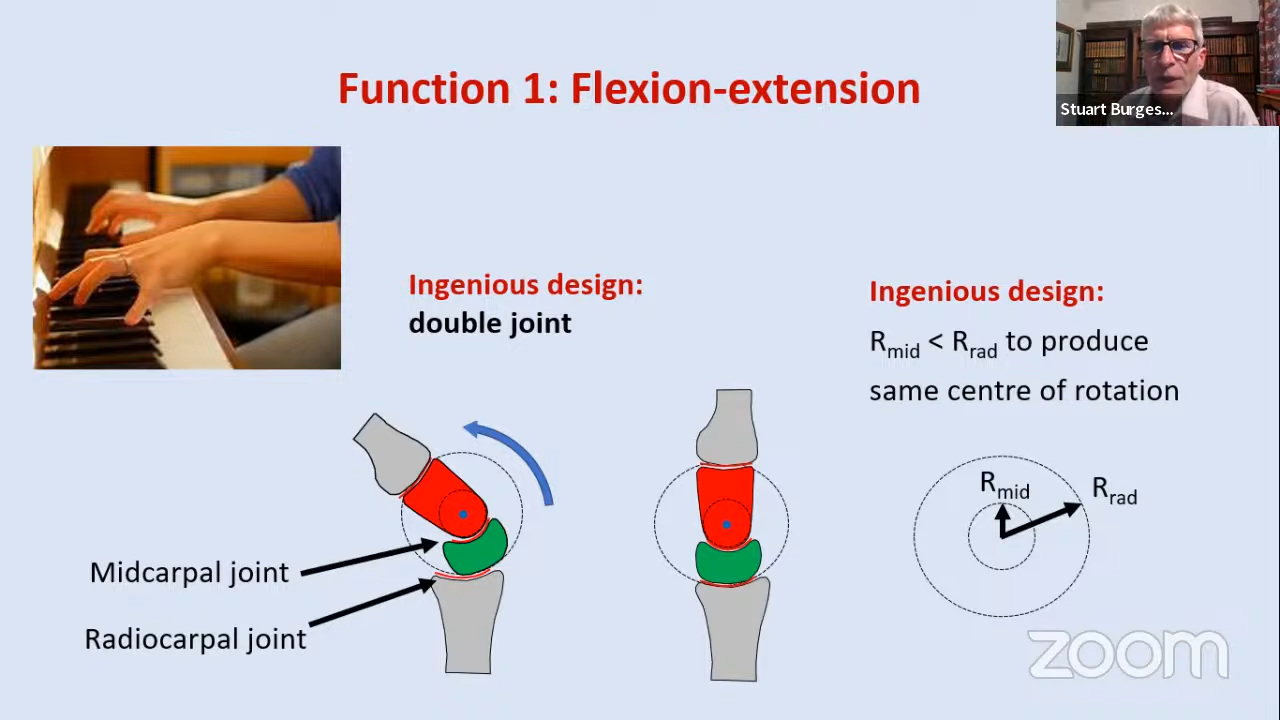 Function 1: Flexion-extension
Stuart Burges...
Ingenious design:
double joint
Ingenious design:
R_mid < R_rad to produce
same centre of rotation
R_mid
R_rad
Midcarpal joint
Radiocarpal joint
zoom